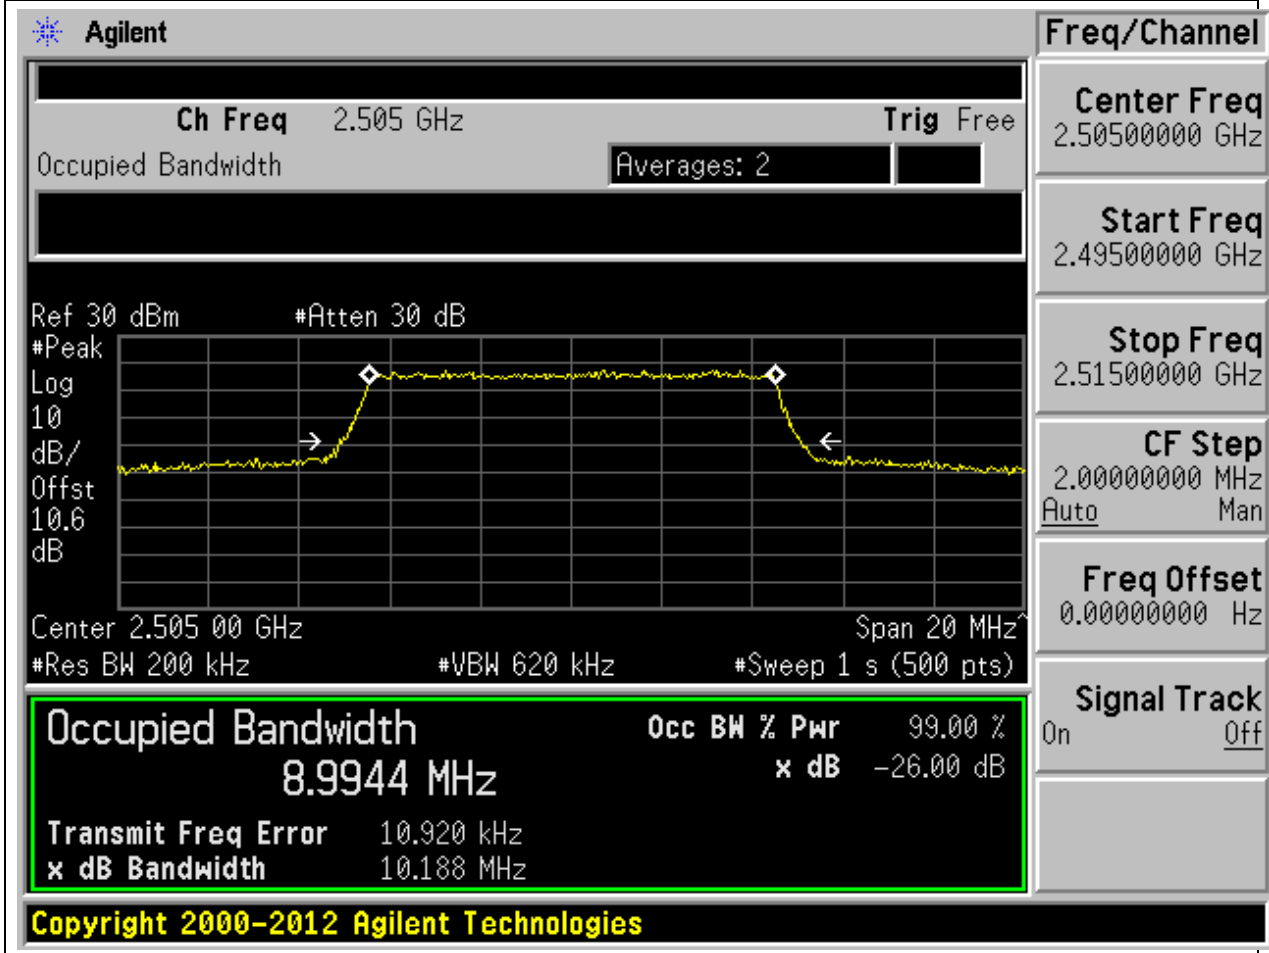 Agilent
Freq/Channel
Ch Freq 2.505 GHz Trig Free
Occupied Bandwidth Averages: 2
Center Freq
2.50500000 GHz
Start Freq
2.49500000 GHz
Stop Freq
2.51500000 GHz
CF Step
2.00000000 MHz
Auto Man
Freq Offset
0.00000000 Hz
Signal Track
On Off
Ref 30 dBm #Atten 30 dB
#Peak
Log
10
dB/
Offst
10.6
dB
Center 2.505 00 GHz Span 20 MHz^
#Res BW 200 kHz #VBW 620 kHz #Sweep 1 s (500 pts)
Occupied Bandwidth Occ BW % Pwr 99.00 %
8.9944 MHz x dB -26.00 dB
Transmit Freq Error 10.920 kHz
x dB Bandwidth 10.188 MHz
Copyright 2000-2012 Agilent Technologies